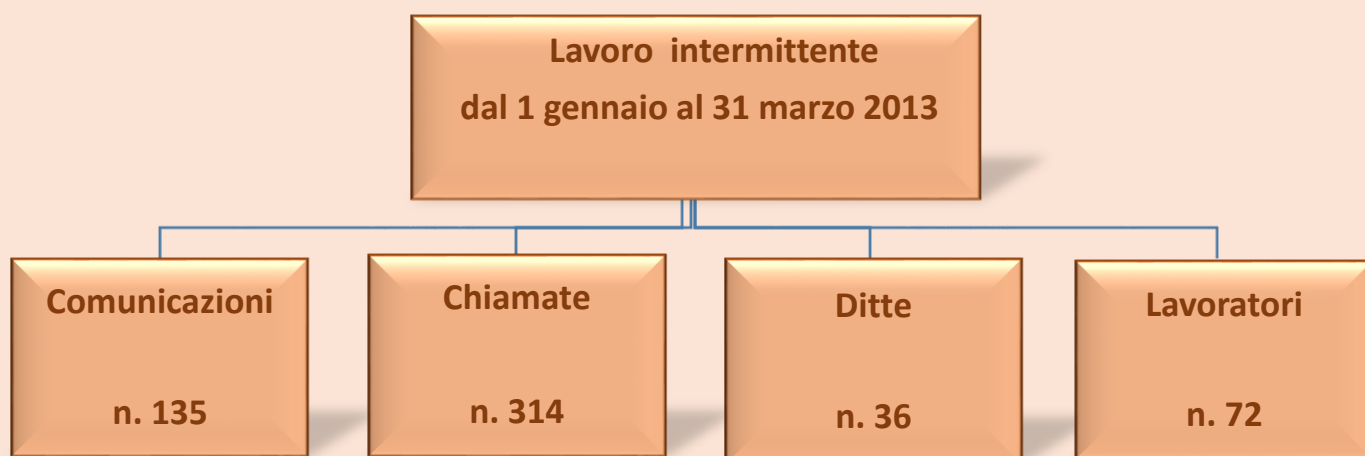 Lavoro intermittente
dal 1 gennaio al 31 marzo 2013
Comunicazioni
n. 135
Chiamate
n. 314
Ditte
n. 36
Lavoratori
n. 72